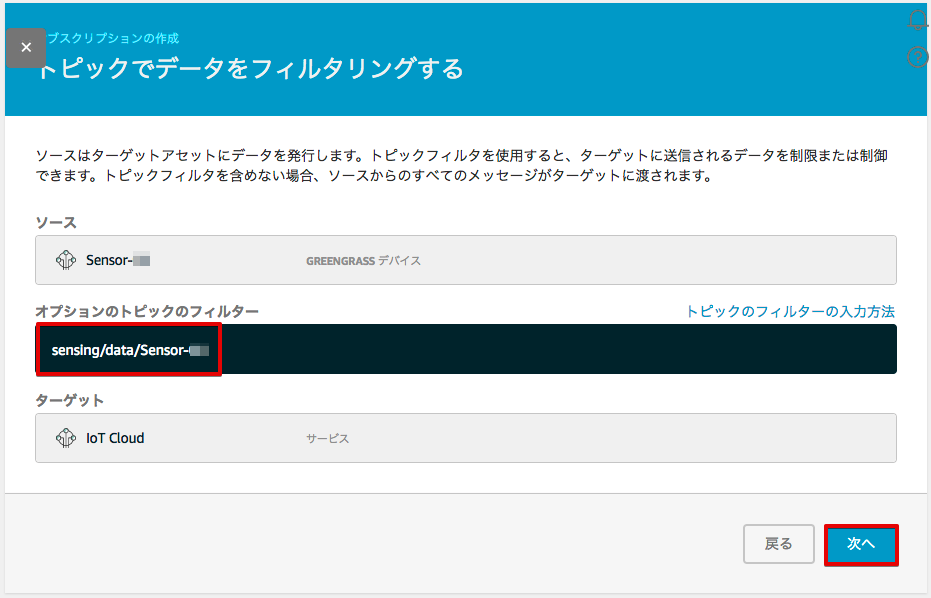 ブスクリプションの作成
トピックでデータをフィルタリングする
ソースはターゲットアセットにデータを発行します。トピックフィルタを使用すると、ターゲットに送信されるデータを制限または制御
できます。トピックフィルタを含めない場合、ソースからのすべてのメッセージがターゲットに渡されます。
ソース
Sensor- GREENGRASS デバイス
オプションのトピックのフィルター トピックのフィルターの入力方法
sensing/data/Sensor-
ターゲット
IoT Cloud サービス
戻る 次へ